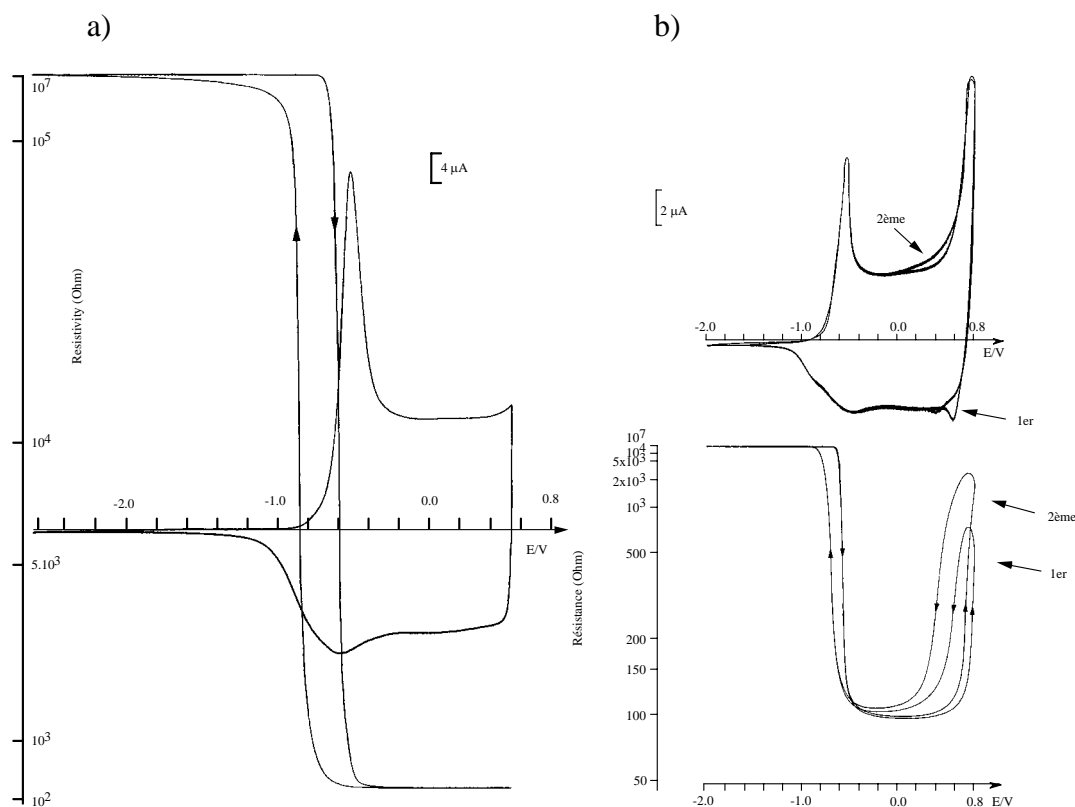 a)
10⁷
10⁵
4 µA
Resistivity (Ohm)
10⁴
-2.0 -1.0 0.0 0.8
E/V
5.10³
10³
10²
b)
2 µA
2ème
-2.0 -1.0 0.0 0.8
E/V
1er
10⁷
10⁴
5x10³
2x10³
10³
2ème
500
1er
Résistance (Ohm)
200
150
100
50
-2.0 -1.0 0.0 0.8 E/V